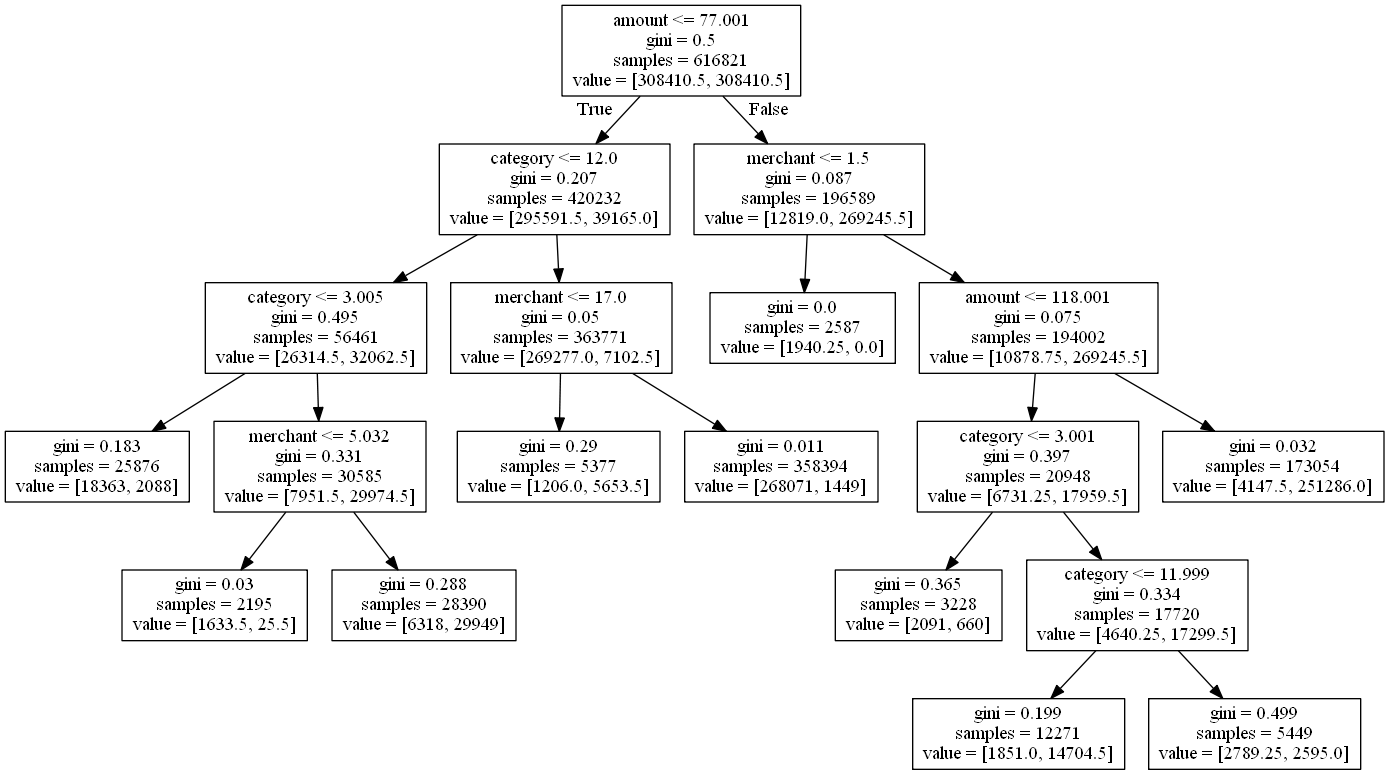 amount <= 77.001
gini = 0.5
samples = 616821
value = [308410.5, 308410.5]
True
False
category <= 12.0
gini = 0.207
samples = 420232
value = [295591.5, 39165.0]
merchant <= 1.5
gini = 0.087
samples = 196589
value = [12819.0, 269245.5]
category <= 3.005
gini = 0.495
samples = 56461
value = [26314.5, 32062.5]
merchant <= 17.0
gini = 0.05
samples = 363771
value = [269277.0, 7102.5]
gini = 0.0
samples = 2587
value = [1940.25, 0.0]
amount <= 118.001
gini = 0.075
samples = 194002
value = [10878.75, 269245.5]
gini = 0.183
samples = 25876
value = [18363, 2088]
merchant <= 5.032
gini = 0.331
samples = 30585
value = [7951.5, 29974.5]
gini = 0.29
samples = 5377
value = [1206.0, 5653.5]
gini = 0.011
samples = 358394
value = [268071, 1449]
category <= 3.001
gini = 0.397
samples = 20948
value = [6731.25, 17959.5]
gini = 0.032
samples = 173054
value = [4147.5, 251286.0]
gini = 0.03
samples = 2195
value = [1633.5, 25.5]
gini = 0.288
samples = 28390
value = [6318, 29949]
gini = 0.365
samples = 3228
value = [2091, 660]
category <= 11.999
gini = 0.334
samples = 17720
value = [4640.25, 17299.5]
gini = 0.199
samples = 12271
value = [1851.0, 14704.5]
gini = 0.499
samples = 5449
value = [2789.25, 2595.0]